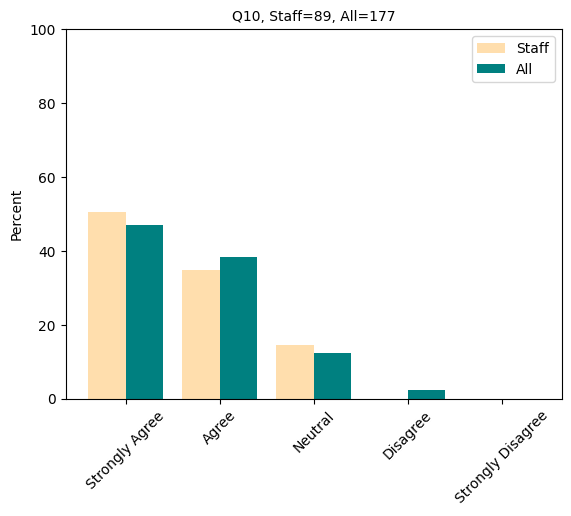 Q10, Staff=89, All=177
Staff
All
Percent
100
80
60
40
20
0
Strongly Agree
Agree
Neutral
Disagree
Strongly Disagree